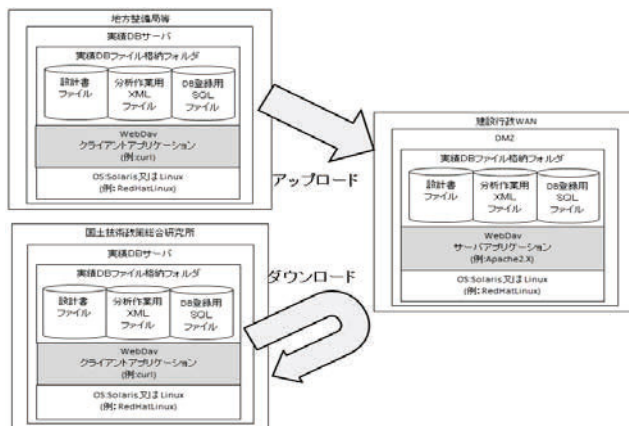 地方整備局等
実績DBサーバ
実績DBファイル格納フォルダ
設計書
ファイル
分析作業用
XML
ファイル
DB登録用
SQL
ファイル
WebDav
クライアントアプリケーション
(例:curl)
OS:Solaris又はLinux
(例:RedHatLinux)
アップロード
建設行政WAN
DMZ
実績DBファイル格納フォルダ
設計書
ファイル
分析作業用
XML
ファイル
DB登録用
SQL
ファイル
WebDav
サーバアプリケーション
(例:Apache2.X)
OS:Solaris又はLinux
(例:RedHatLinux)
国土技術政策総合研究所
実績DBサーバ
実績DBファイル格納フォルダ
設計書
ファイル
分析作業用
XML
ファイル
DB登録用
SQL
ファイル
WebDav
クライアントアプリケーション
(例:curl)
OS:Solaris又はLinux
(例:RedHatLinux)
ダウンロード